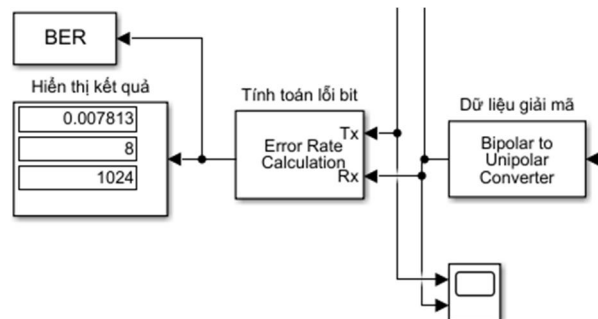 BER
Hiển thị kết quả
0.007813
8
1024
Tính toán lỗi bit
Error Rate
Calculation
Tx
Rx
Dữ liệu giải mã
Bipolar to
Unipolar
Converter